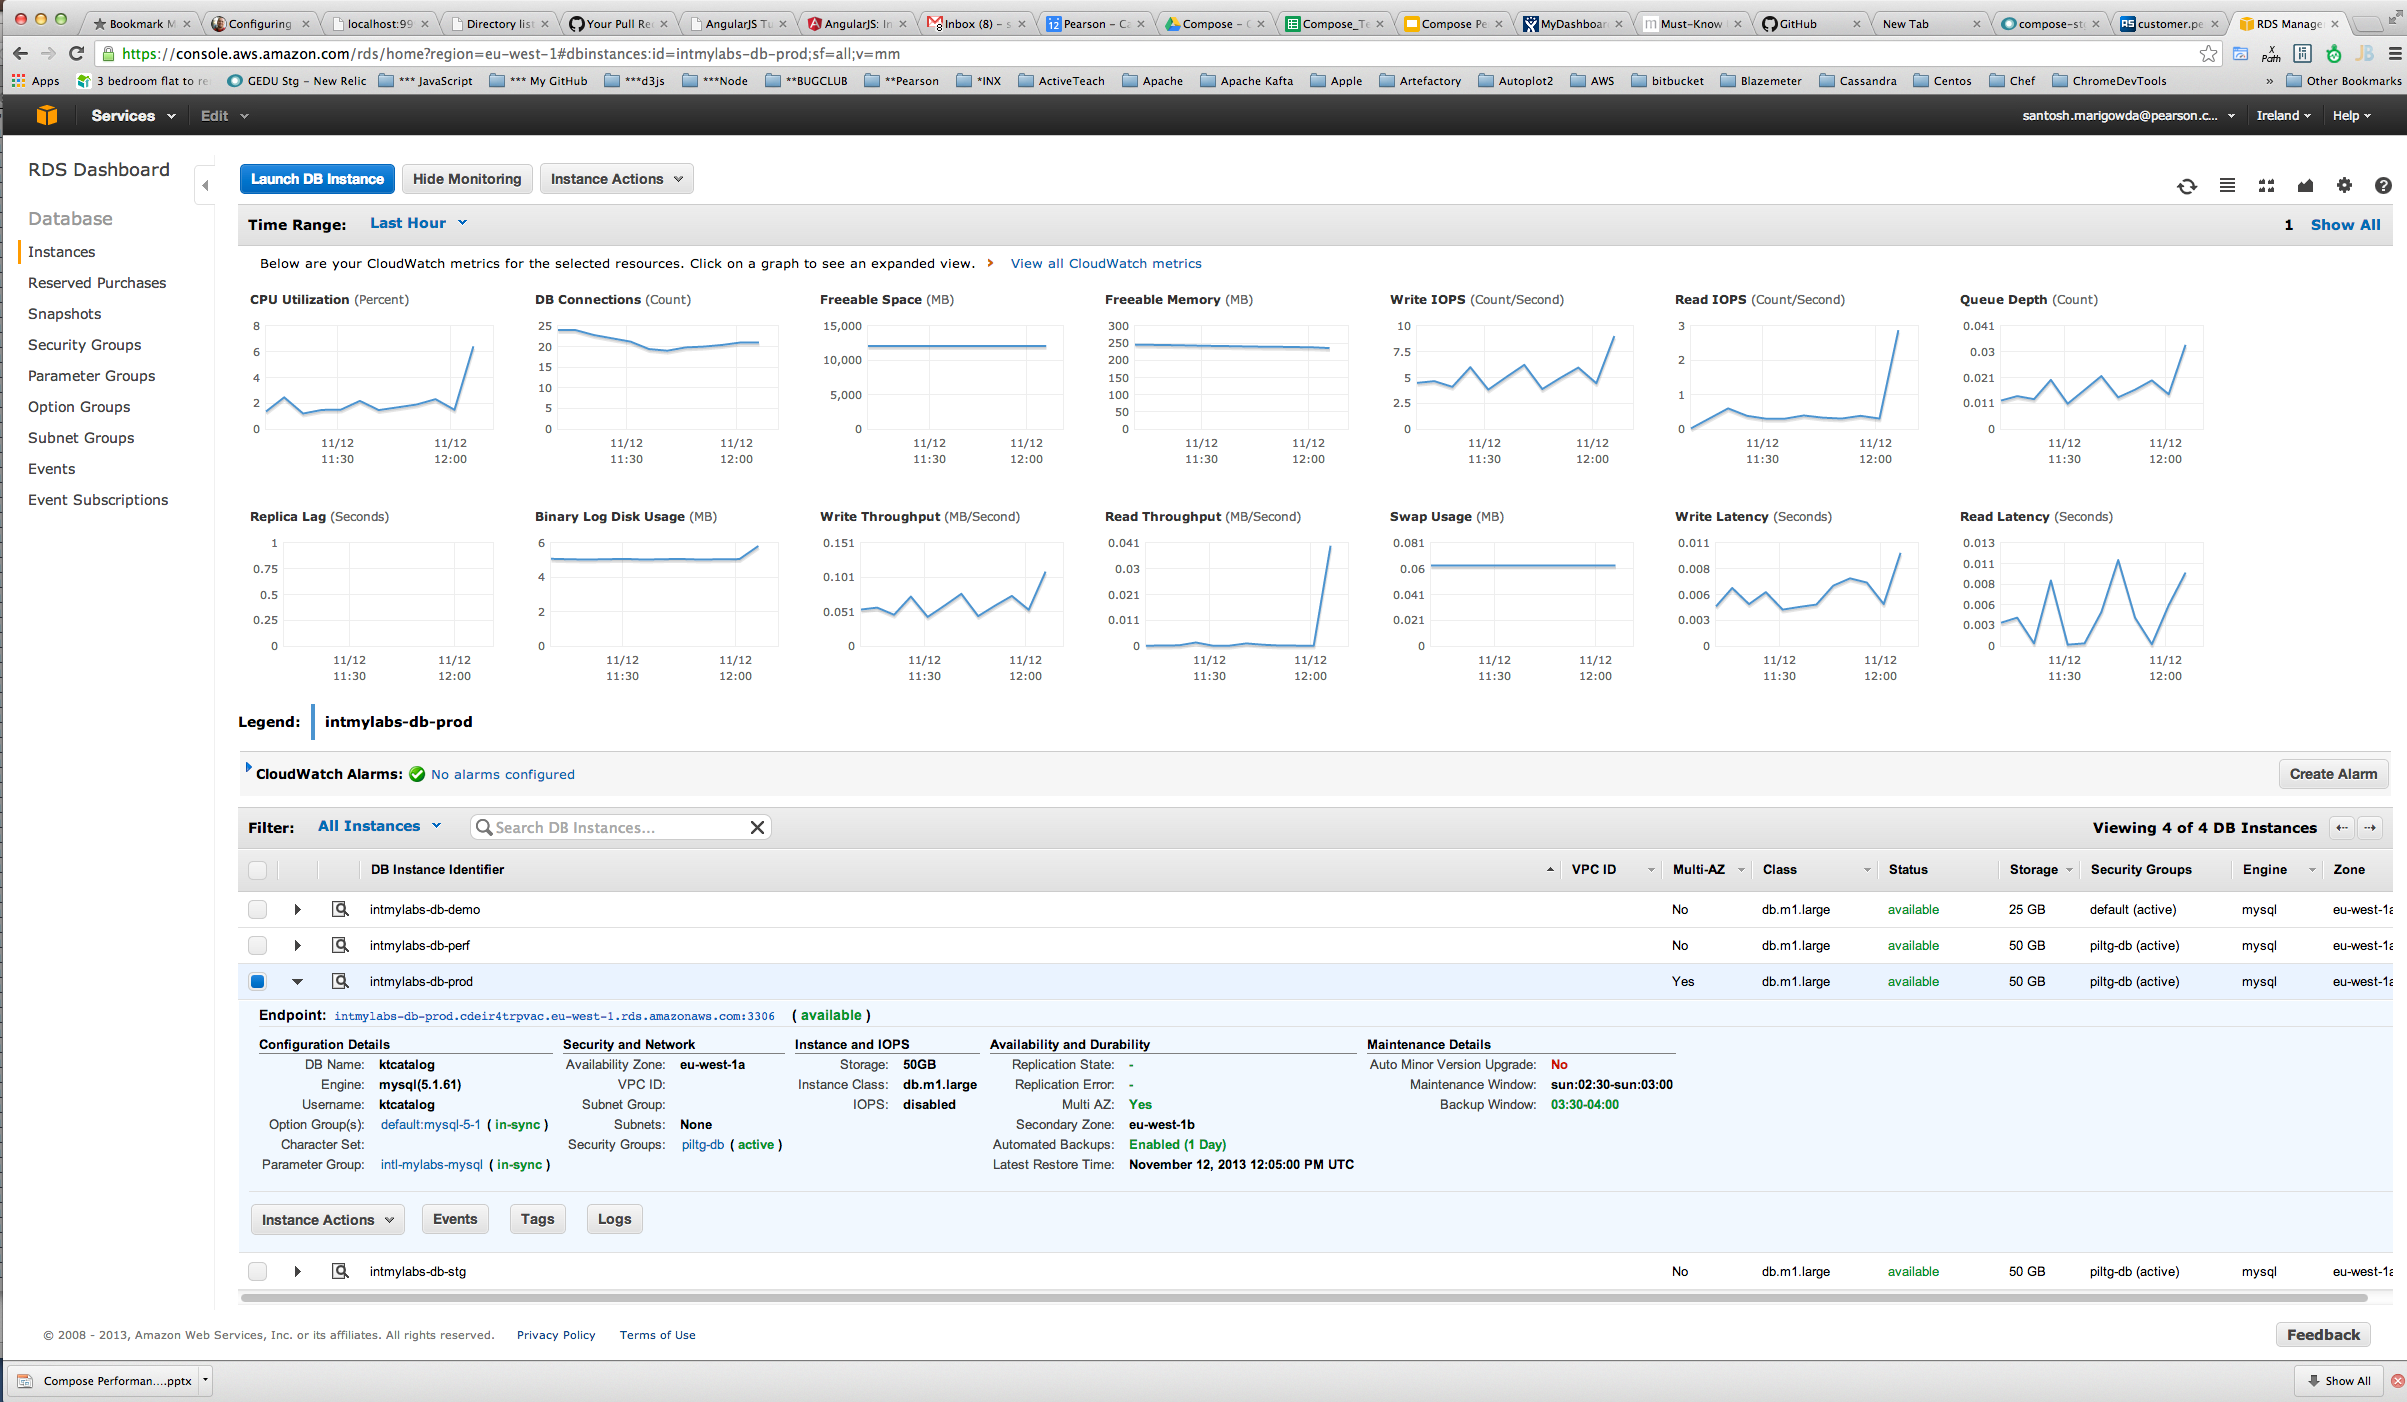 Bookmark M
Configuring
localhost:99
Directory list
Your Pull Re
AngularJS Tu
AngularJS: In
Inbox (8) – s
Pearson – Ca
Compose –
Compose_Te
Compose Pe
MyDashboar
Must-Know
GitHub
New Tab
compose-st
customer.pe
RDS Manage
https://console.aws.amazon.com/rds/home?region=eu-west-1#dbinstances:id=intmylabs-db-prod;sf=all;v=mm
Apps 3 bedroom flat to re GEDU Stg – New Relic *** JavaScript *** My GitHub ***d3js ***Node **BUGCLUB **Pearson *INX ActiveTeach Apache Apache Kafta Apple Artefactory Autoplot2 AWS bitbucket Blazemeter Cassandra Centos Chef ChromeDevTools » Other Bookmarks
Services Edit santosh.marigowda@pearson.c... Ireland Help
RDS Dashboard
Database
Instances
Reserved Purchases
Snapshots
Security Groups
Parameter Groups
Option Groups
Subnet Groups
Events
Event Subscriptions
Launch DB Instance Hide Monitoring Instance Actions
Time Range: Last Hour 1 Show All
Below are your CloudWatch metrics for the selected resources. Click on a graph to see an expanded view. View all CloudWatch metrics
CPU Utilization (Percent)
8
6
4
2
0
11/12 11/12
11:30 12:00
DB Connections (Count)
25
20
15
10
5
0
11/12 11/12
11:30 12:00
Freeable Space (MB)
15,000
10,000
5,000
0
11/12 11/12
11:30 12:00
Freeable Memory (MB)
300
250
200
150
100
50
0
11/12 11/12
11:30 12:00
Write IOPS (Count/Second)
10
7.5
5
2.5
0
11/12 11/12
11:30 12:00
Read IOPS (Count/Second)
3
2
1
0
11/12 11/12
11:30 12:00
Queue Depth (Count)
0.041
0.03
0.021
0.011
0
11/12 11/12
11:30 12:00
Replica Lag (Seconds)
1
0.75
0.5
0.25
0
11/12 11/12
11:30 12:00
Binary Log Disk Usage (MB)
6
4
2
0
11/12 11/12
11:30 12:00
Write Throughput (MB/Second)
0.151
0.101
0.051
0
11/12 11/12
11:30 12:00
Read Throughput (MB/Second)
0.041
0.03
0.021
0.011
0
11/12 11/12
11:30 12:00
Swap Usage (MB)
0.081
0.06
0.041
0.021
0
11/12 11/12
11:30 12:00
Write Latency (Seconds)
0.011
0.008
0.006
0.003
0
11/12 11/12
11:30 12:00
Read Latency (Seconds)
0.013
0.011
0.008
0.006
0.003
0
11/12 11/12
11:30 12:00
Legend: intmylabs-db-prod
CloudWatch Alarms: No alarms configured Create Alarm
Filter: All Instances Search DB Instances... Viewing 4 of 4 DB Instances
DB Instance Identifier VPC ID Multi-AZ Class Status Storage Security Groups Engine Zone
intmylabs-db-demo No db.m1.large available 25 GB default (active) mysql eu-west-1a
intmylabs-db-perf No db.m1.large available 50 GB piltg-db (active) mysql eu-west-1a
intmylabs-db-prod Yes db.m1.large available 50 GB piltg-db (active) mysql eu-west-1a
Endpoint: intmylabs-db-prod.cdeir4trpvac.eu-west-1.rds.amazonaws.com:3306 ( available )
Configuration Details
DB Name: ktcatalog
Engine: mysql(5.1.61)
Username: ktcatalog
Option Group(s): default:mysql-5-1 ( in-sync )
Character Set:
Parameter Group: intl-mylabs-mysql ( in-sync )
Security and Network
Availability Zone: eu-west-1a
VPC ID:
Subnet Group:
Subnets: None
Security Groups: piltg-db ( active )
Instance and IOPS
Storage: 50GB
Instance Class: db.m1.large
IOPS: disabled
Availability and Durability
Replication State: -
Replication Error: -
Multi AZ: Yes
Secondary Zone: eu-west-1b
Automated Backups: Enabled (1 Day)
Latest Restore Time: November 12, 2013 12:05:00 PM UTC
Maintenance Details
Auto Minor Version Upgrade: No
Maintenance Window: sun:02:30-sun:03:00
Backup Window: 03:30-04:00
Instance Actions Events Tags Logs
intmylabs-db-stg No db.m1.large available 50 GB piltg-db (active) mysql eu-west-1a
© 2008 - 2013, Amazon Web Services, Inc. or its affiliates. All rights reserved. Privacy Policy Terms of Use Feedback
Compose Performan....pptx Show All